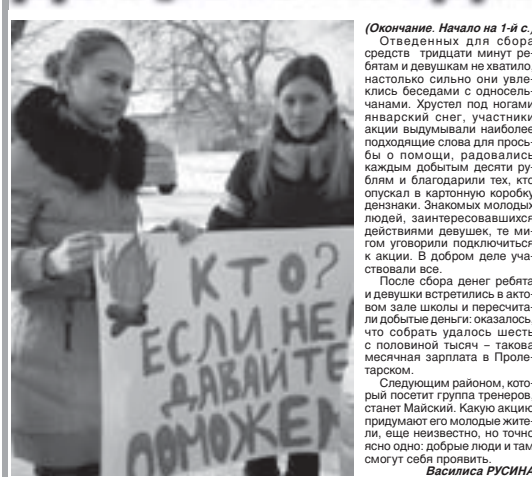 КТО?
ЕСЛИ НЕ
ДАВАЙТЕ
ПОМОЖЕМ
(Окончание. Начало на 1-й с.)
Отведенных для сбора
средств тридцати минут ре-
бятам и девушкам не хватило,
настолько сильно они увле-
клись беседами с односель-
чанами. Хрустел под ногами
январский снег, участники
акции выдумывали наиболее
подходящие слова для прось-
бы о помощи, радовались
каждым добытым десяти ру-
блям и благодарили тех, кто
опускал в картонную коробку
дензнаки. Знакомых молодых
людей, заинтересовавшихся
действиями девушек, те ми-
гом уговорили подключиться
к акции. В добром деле уча-
ствовали все.
После сбора денег ребята
и девушки встретились в акто-
вом зале школы и пересчита-
ли добытые деньги: оказалось,
что собрать удалось шесть
с половиной тысяч – такова
месячная зарплата в Проле-
тарском.
Следующим районом, кото-
рый посетит группа тренеров,
станет Майский. Какую акцию
придумают его молодые жите-
ли, еще неизвестно, но точно
ясно одно: добрые люди и там
смогут себя проявить.
Василиса РУСИНА